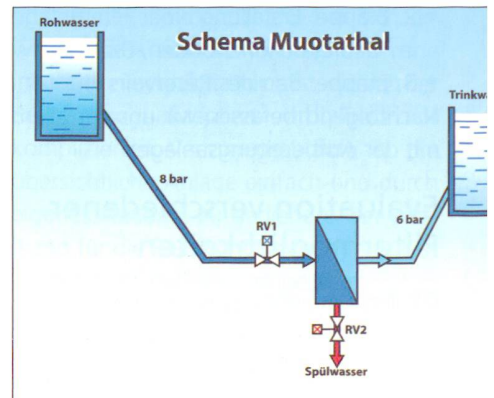 Rohwasser
Schema Muotathal
Trinkwa
8 bar
6 bar
RV1
RV2
Spülwasser